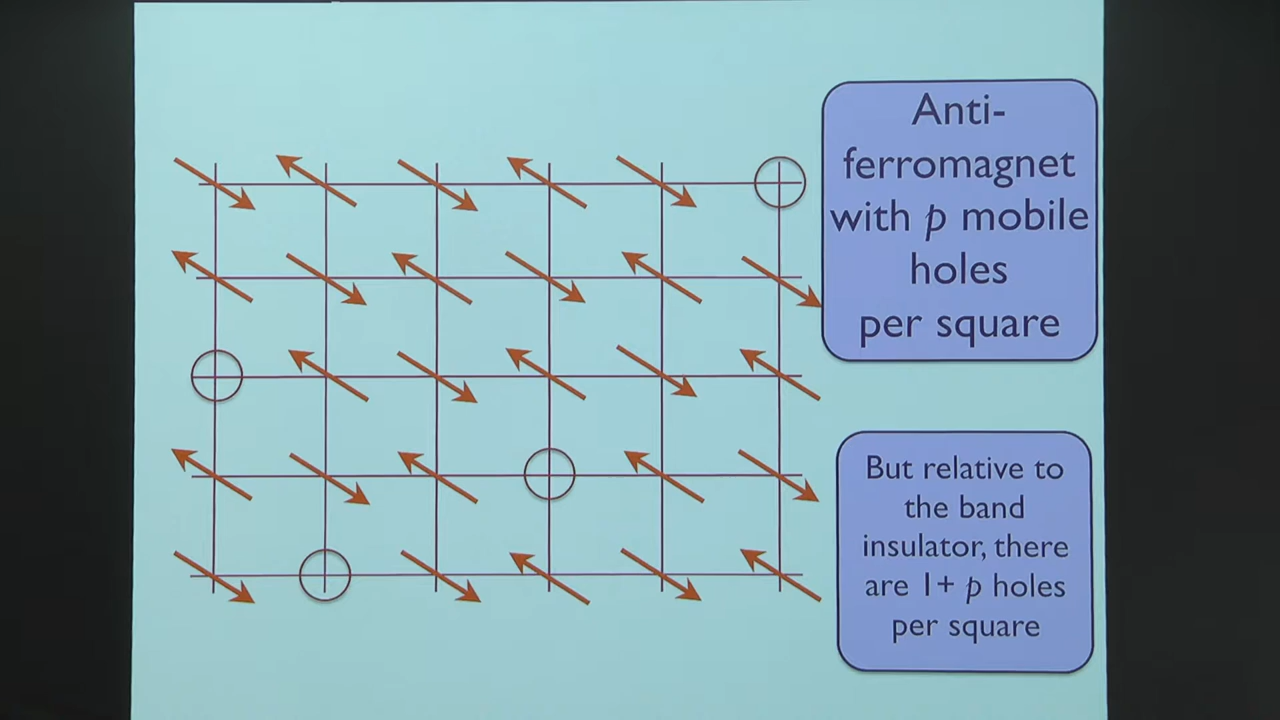 Anti-
ferromagnet
with p mobile
holes
per square
But relative to
the band
insulator, there
are 1+ p holes
per square